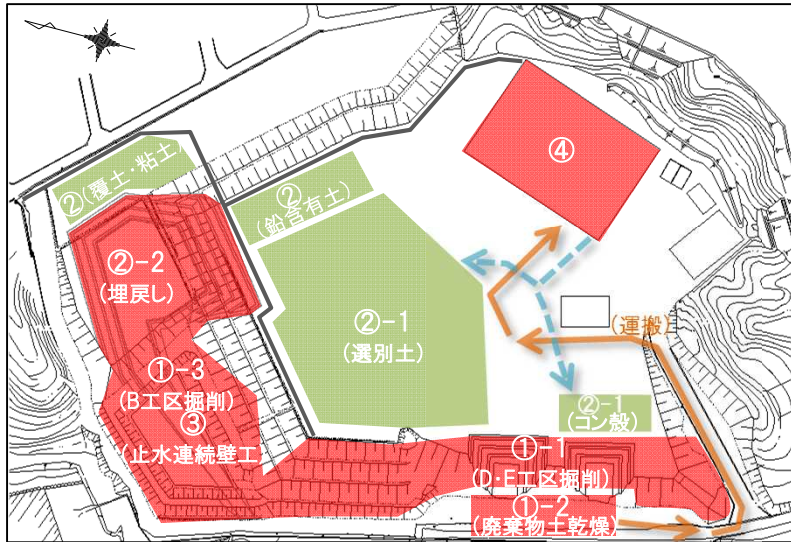 ②(覆土・粘土)
②
(鉛含有土)
④
②-2
(埋戻し)
②-1
(選別土)
(運搬)
①-3
(B工区掘削)
③
(止水連続壁工)
②-1
(コン殻)
①-1
(D・E工区掘削)
①-2
(廃棄物土乾燥)